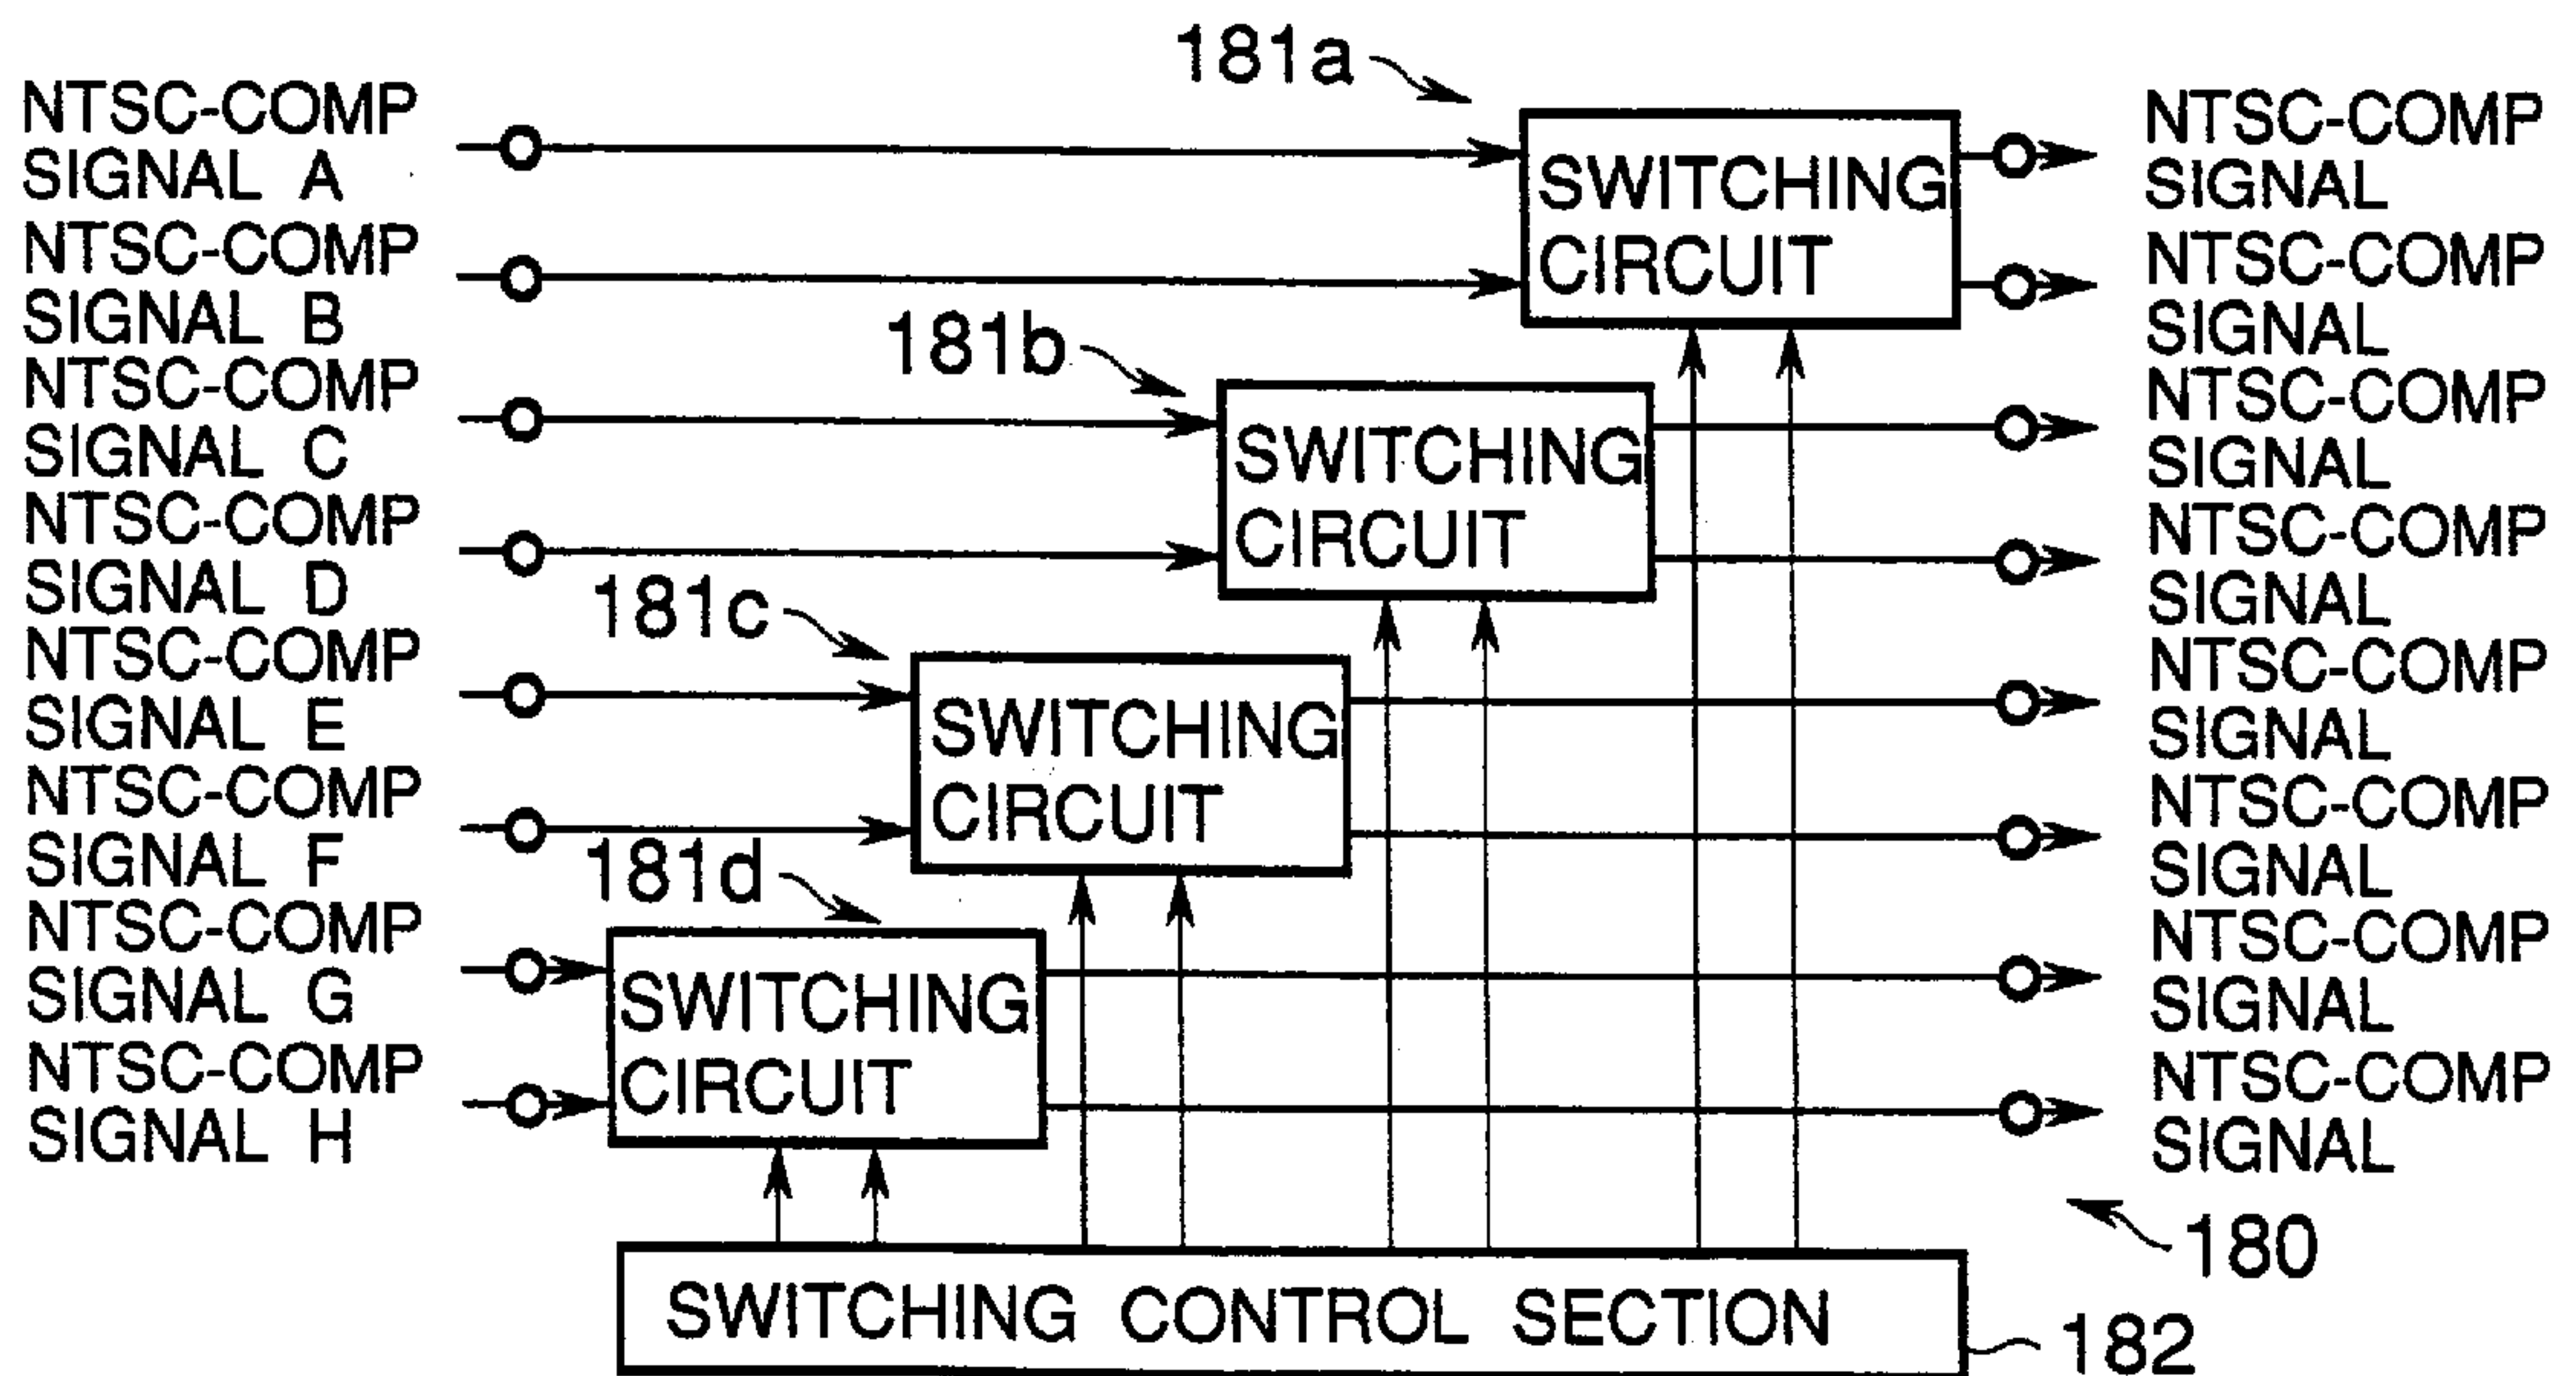 181a
NTSC-COMP
SIGNAL A
NTSC-COMP
SIGNAL B
NTSC-COMP
SIGNAL C
NTSC-COMP
SIGNAL D
NTSC-COMP
SIGNAL E
NTSC-COMP
SIGNAL F
NTSC-COMP
SIGNAL G
NTSC-COMP
SIGNAL H
SWITCHING
CIRCUIT
181b
SWITCHING
CIRCUIT
181c
SWITCHING
CIRCUIT
181d
SWITCHING
CIRCUIT
NTSC-COMP
SIGNAL
NTSC-COMP
SIGNAL
NTSC-COMP
SIGNAL
NTSC-COMP
SIGNAL
NTSC-COMP
SIGNAL
NTSC-COMP
SIGNAL
NTSC-COMP
SIGNAL
NTSC-COMP
SIGNAL
180
SWITCHING CONTROL SECTION
182